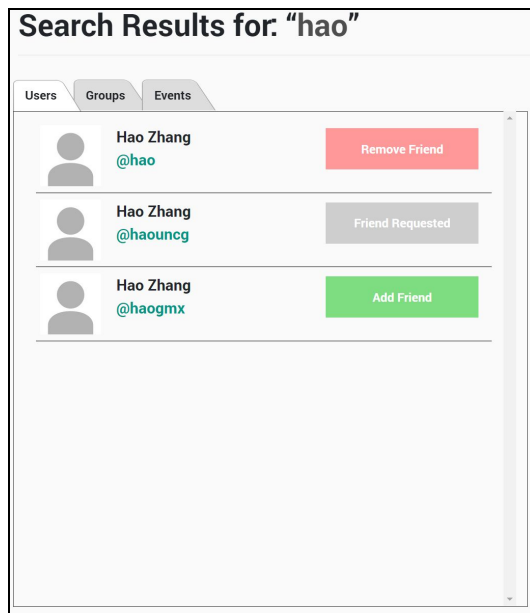 Search Results for: “hao”
Users Groups Events
Hao Zhang
@hao
Remove Friend
Hao Zhang
@haouncg
Friend Requested
Hao Zhang
@haogmx
Add Friend